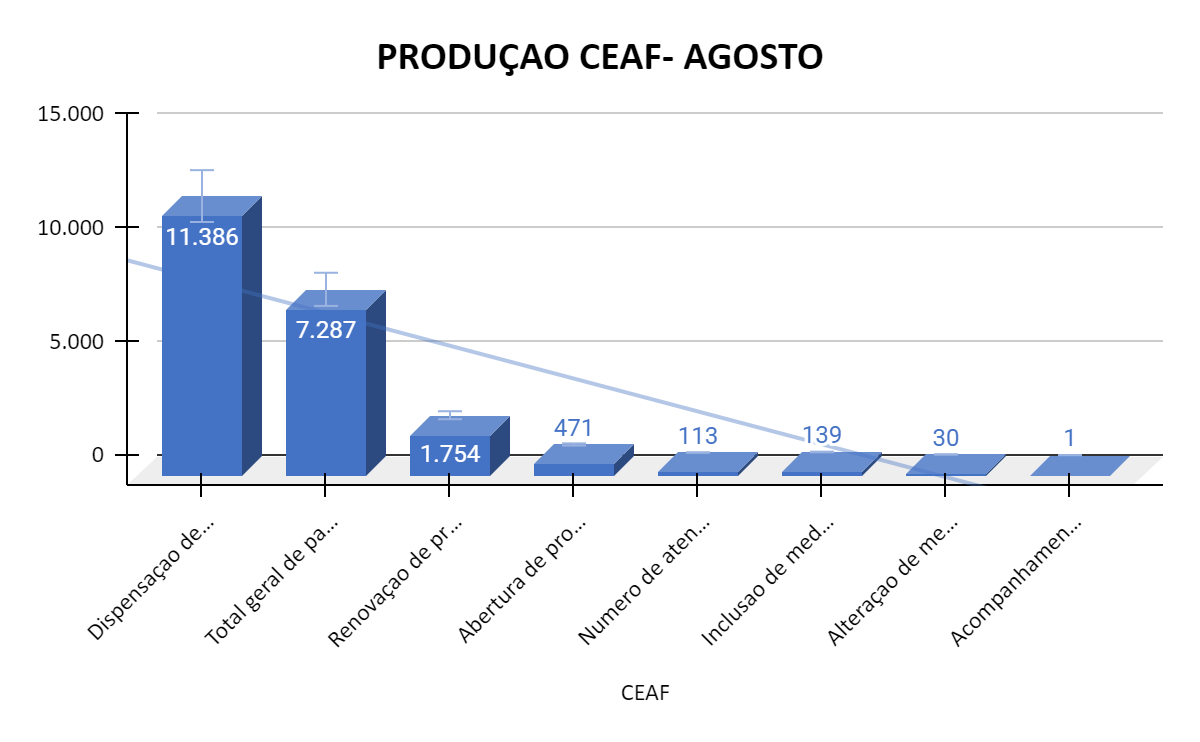 PRODUÇAO CEAF- AGOSTO
15.000
10.000
5.000
0
11.386
7.287
1.754
471
113
139
30
1
Dispensaçao de...
Total geral de pa...
Renovaçao de pr...
Abertura de pro...
Numero de aten...
Inclusao de med...
Alteraçao de me...
Acompanhamen...
CEAF